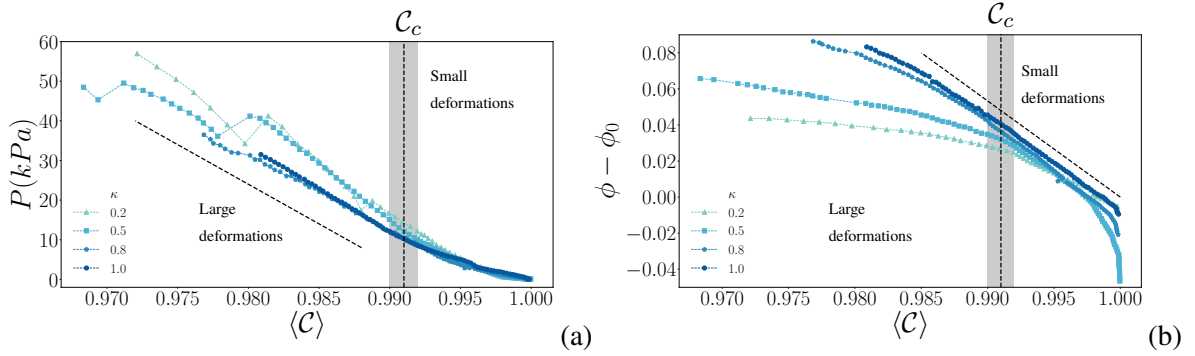 𝒞c
60
50
40
30
20
10
0
P(kPa)
Small
deformations
Large
deformations
κ
0.2
0.5
0.8
1.0
0.970 0.975 0.980 0.985 0.990 0.995 1.000
⟨𝒞⟩
(a)
𝒞c
0.08
0.06
0.04
0.02
0.00
−0.02
−0.04
ϕ − ϕ0
Small
deformations
Large
deformations
κ
0.2
0.5
0.8
1.0
0.970 0.975 0.980 0.985 0.990 0.995 1.000
⟨𝒞⟩
(b)